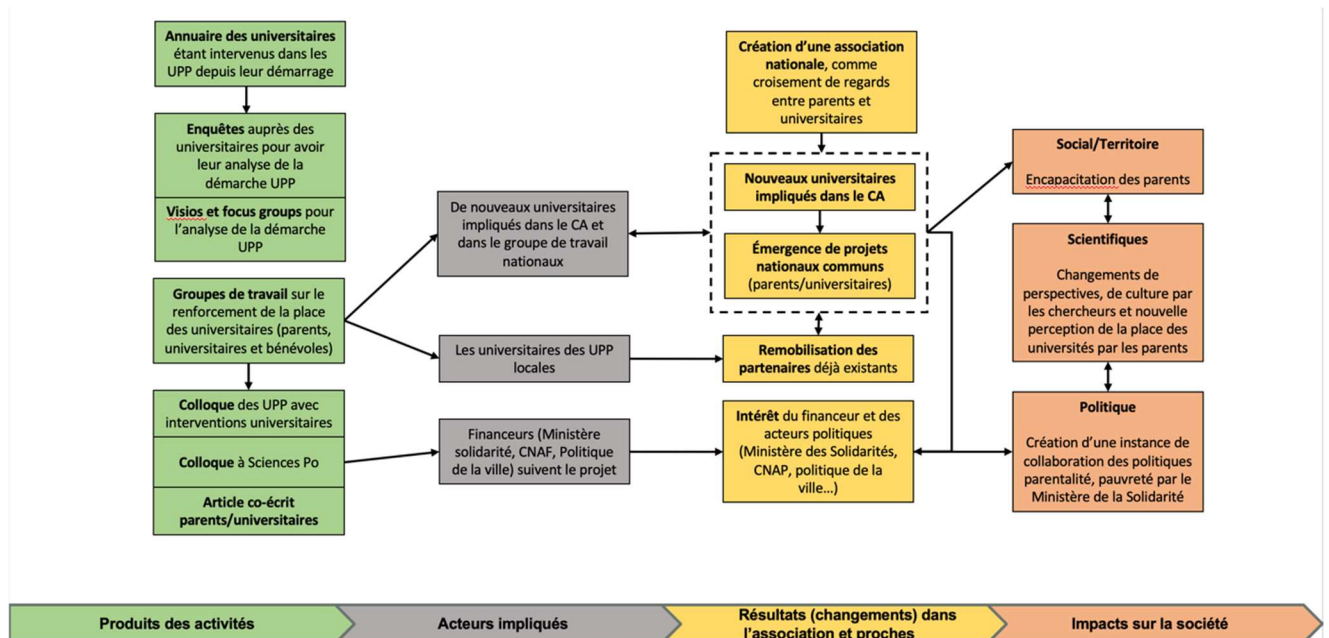 Annuaire des universitaires
étant intervenus dans les
UPP depuis leur démarrage
Enquêtes auprès des
universitaires pour avoir
leur analyse de la
démarche UPP
Visios et focus groups pour
l'analyse de la démarche
UPP
Groupes de travail sur le
renforcement de la place
des universitaires (parents,
universitaires et bénévoles)
Colloque des UPP avec
interventions universitaires
Colloque à Sciences Po
Article co-écrit
parents/universitaires
De nouveaux universitaires
impliqués dans le CA et
dans le groupe de travail
nationaux
Les universitaires des UPP
locales
Financeurs (Ministère
solidarité, CNAF, Politique
de la ville) suivent le projet
Création d'une association
nationale, comme
croisement de regards
entre parents et
universitaires
Nouveaux universitaires
impliqués dans le CA
Émergence de projets
nationaux communs
(parents/universitaires)
Remobilisation des
partenaires déjà existants
Intérêt du financeur et des
acteurs politiques
(Ministère des Solidarités,
CNAP, politique de la
ville…)
Social/Territoire
Encapacitation des parents
Scientifiques
Changements de
perspectives, de culture par
les chercheurs et nouvelle
perception de la place des
universités par les parents
Politique
Création d'une instance de
collaboration des politiques
parentalité, pauvreté par le
Ministère de la Solidarité
Produits des activités
Acteurs impliqués
Résultats (changements) dans
l'association et proches
Impacts sur la société